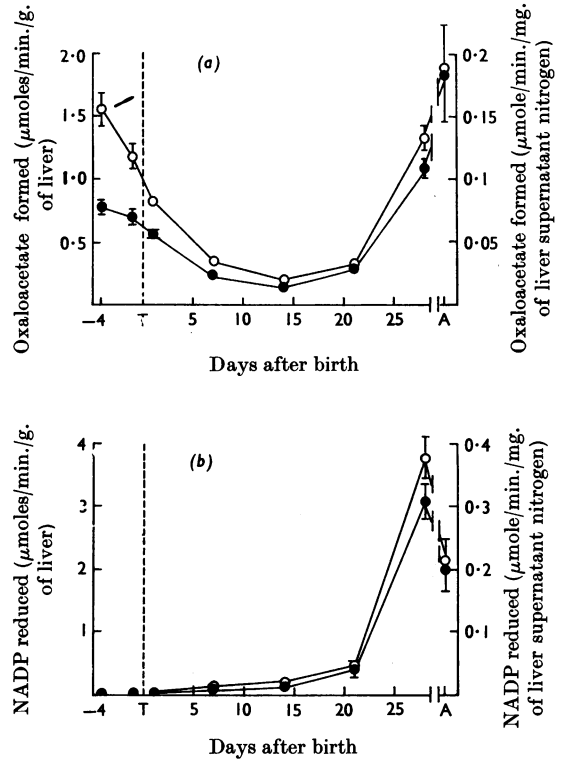 (a)
Oxaloacetate formed (μmoles/min./g.
of liver)
2·0
1·5
1·0
0·5
0·2
0·15
0·1
0·05
Oxaloacetate formed (μmole/min./mg.
of liver supernatant nitrogen)
−4 T 5 10 15 20 25 A
Days after birth
(b)
NADP reduced (μmoles/min./g.
of liver)
4
3
2
1
0·4
0·3
0·2
0·1
NADP reduced (μmole/min./mg.
of liver supernatant nitrogen)
−4 T 5 10 15 20 25 A
Days after birth